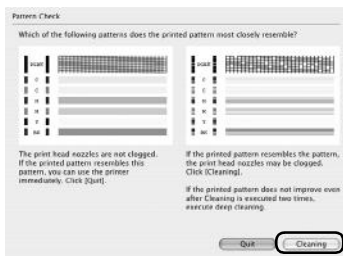 Pattern Check
Which of the following patterns does the printed pattern most closely resemble?
C
C
M
M
Y
BK
C
C
M
M
Y
BK
The print head nozzles are not clogged.
If the printed pattern resembles this
pattern, you can use the printer
immediately. Click [Quit].
If the printed pattern resembles the pattern,
the print head nozzles may be clogged.
Click [Cleaning].
If the printed pattern does not improve even
after Cleaning is executed two times,
execute deep cleaning.
Quit
Cleaning